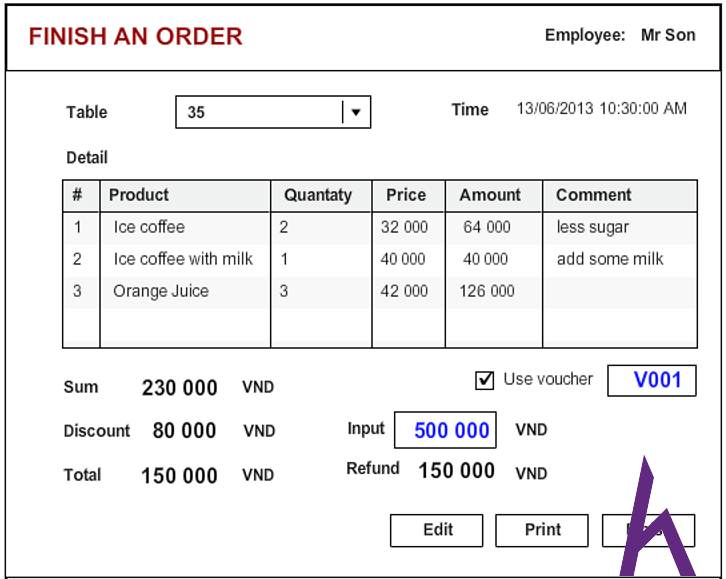 FINISH AN ORDER Employee: Mr Son
Table 35 Time 13/06/2013 10:30:00 AM
Detail
# Product Quantaty Price Amount Comment
1 Ice coffee 2 32 000 64 000 less sugar
2 Ice coffee with milk 1 40 000 40 000 add some milk
3 Orange Juice 3 42 000 126 000
Sum 230 000 VND Use voucher V001
Discount 80 000 VND Input 500 000 VND
Total 150 000 VND Refund 150 000 VND
Edit Print